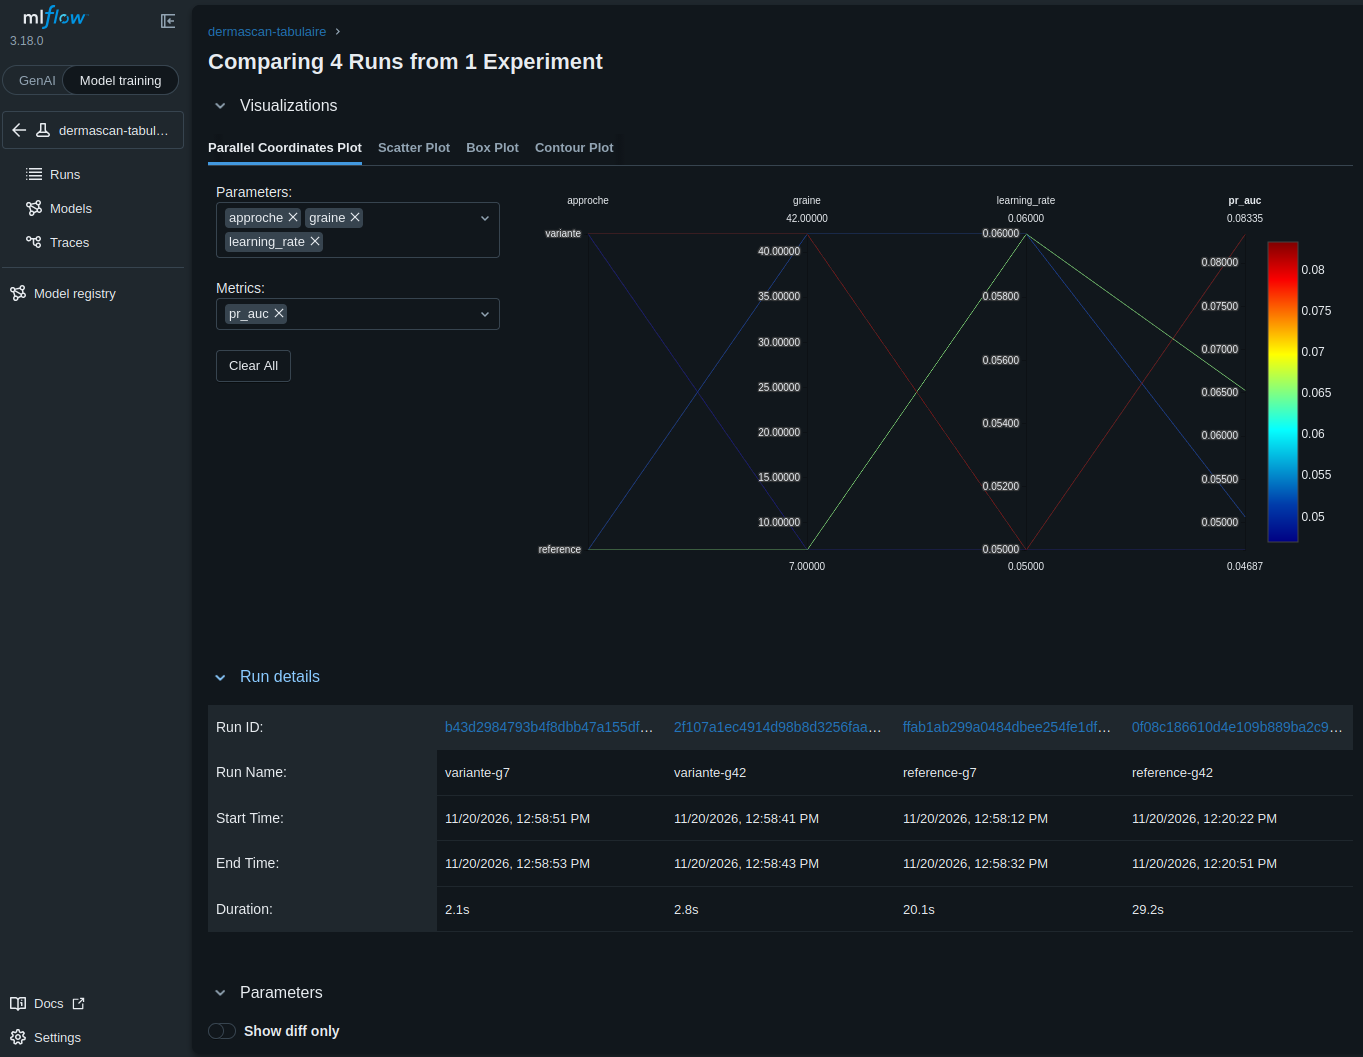 mlflow™
3.18.0
GenAI
Model training
dermascan-tabul...
Runs
Models
Traces
Model registry
Docs
Settings
dermascan-tabulaire
Comparing 4 Runs from 1 Experiment
Visualizations
Parallel Coordinates Plot Scatter Plot Box Plot Contour Plot
Parameters:
approche graine
learning_rate
Metrics:
pr_auc
Clear All
approche
variante
reference
graine
42.00000
40.00000
35.00000
30.00000
25.00000
20.00000
15.00000
10.00000
7.00000
learning_rate
0.06000
0.06000
0.05800
0.05600
0.05400
0.05200
0.05000
0.05000
pr_auc
0.08335
0.08000
0.07500
0.07000
0.06500
0.06000
0.05500
0.05000
0.04687
0.08
0.075
0.07
0.065
0.06
0.055
0.05
Run details
Run ID: b43d2984793b4f8dbb47a155df... 2f107a1ec4914d98b8d3256faa... ffab1ab299a0484dbee254fe1df... 0f08c186610d4e109b889ba2c9...
Run Name: variante-g7 variante-g42 reference-g7 reference-g42
Start Time: 11/20/2026, 12:58:51 PM 11/20/2026, 12:58:41 PM 11/20/2026, 12:58:12 PM 11/20/2026, 12:20:22 PM
End Time: 11/20/2026, 12:58:53 PM 11/20/2026, 12:58:43 PM 11/20/2026, 12:58:32 PM 11/20/2026, 12:20:51 PM
Duration: 2.1s 2.8s 20.1s 29.2s
Parameters
Show diff only